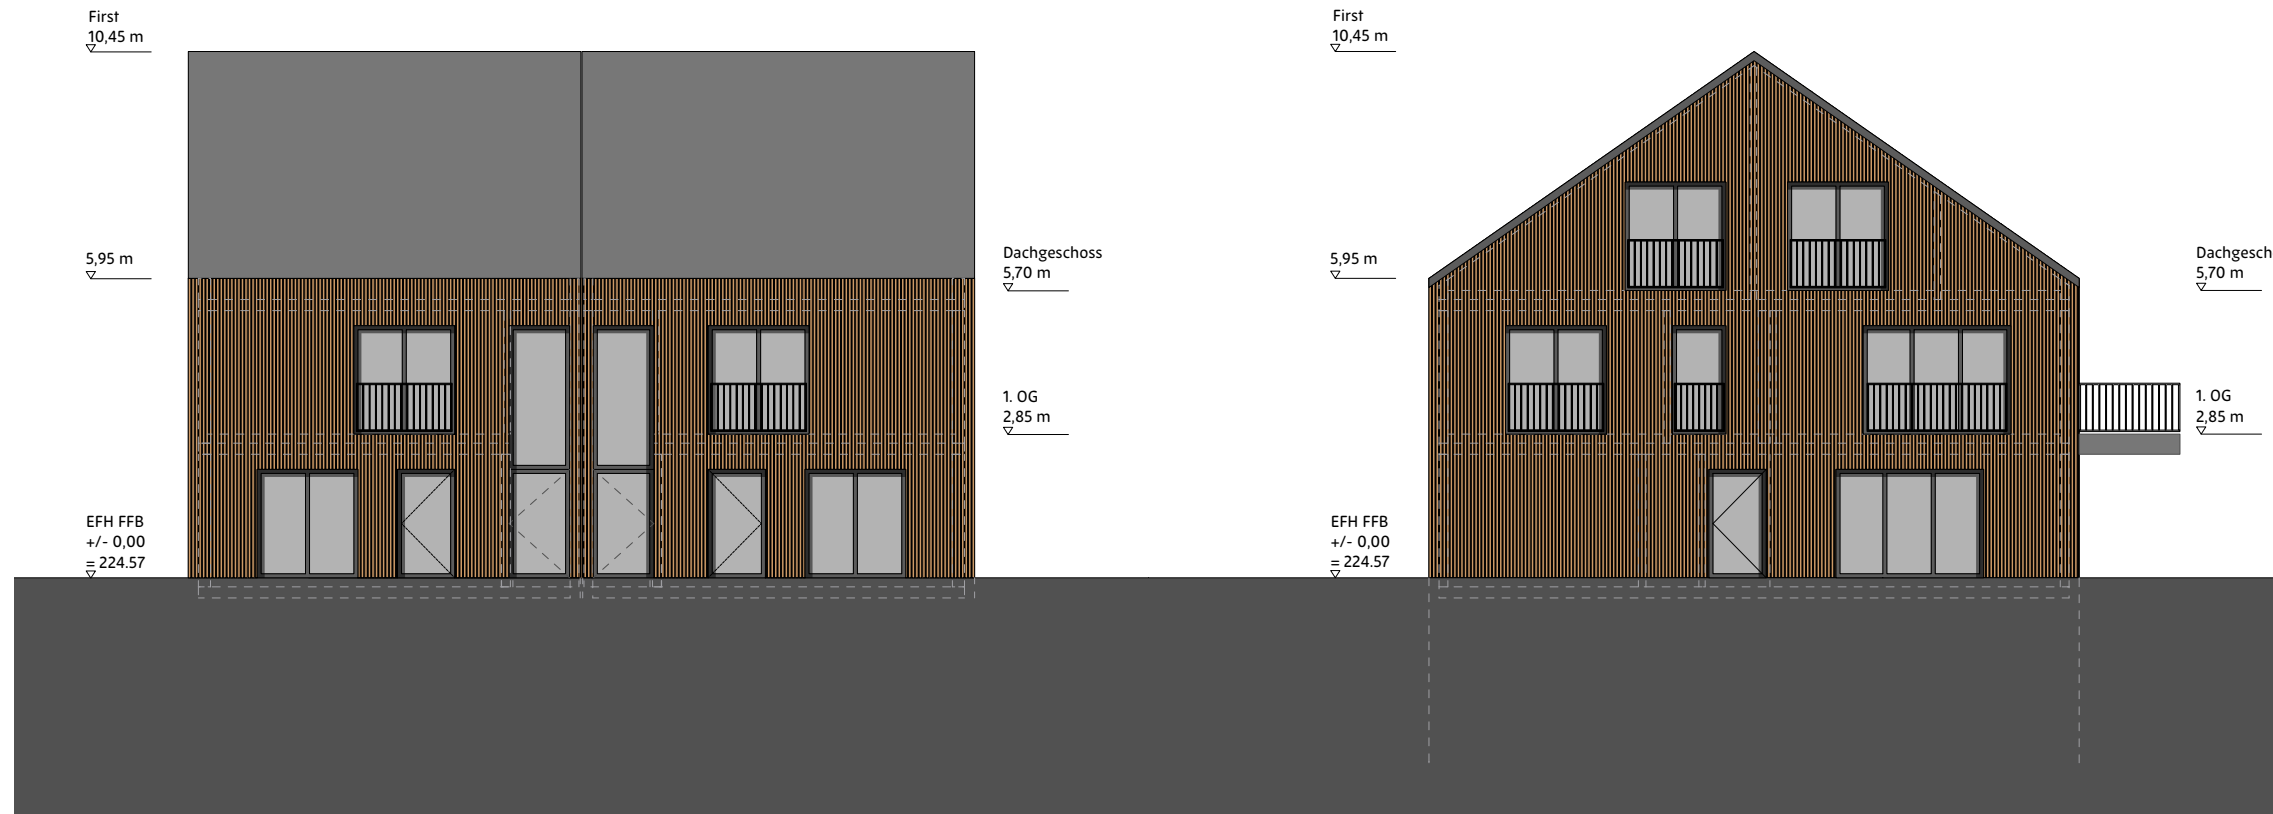 First
10,45 m
5,95 m
EFH FFB
+/- 0,00
= 224.57
Dachgeschoss
5,70 m
1. OG
2,85 m
First
10,45 m
5,95 m
EFH FFB
+/- 0,00
= 224.57
Dachgesch
5,70 m
1. OG
2,85 m